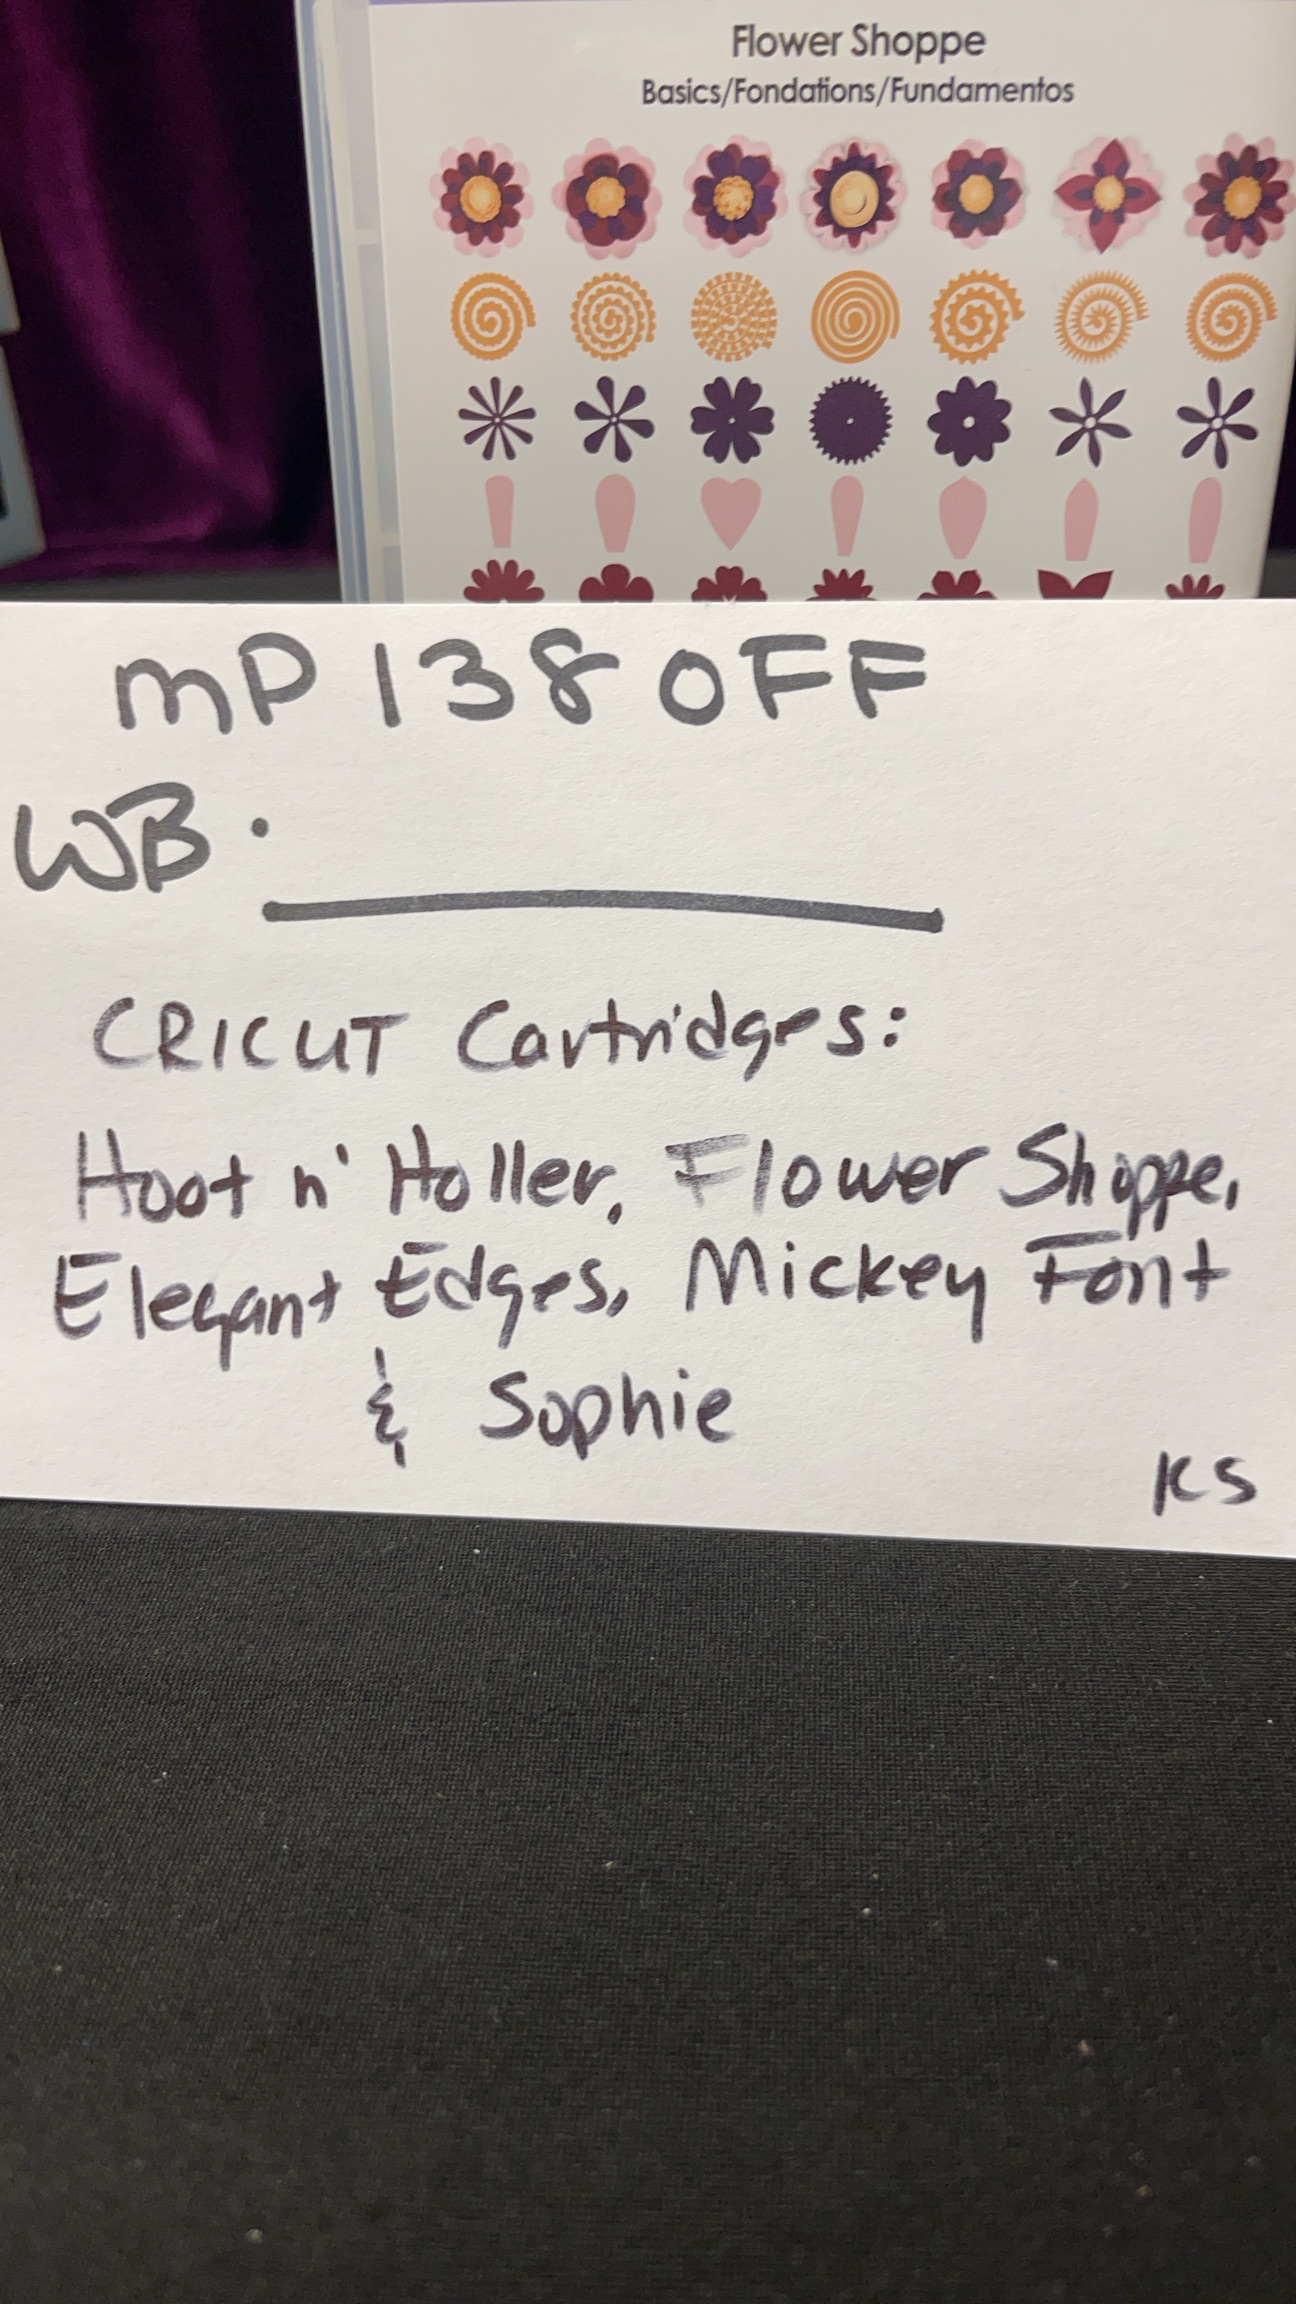 Flower Shoppe
Basics/Fondations/Fundamentos
mP 138 OFF
WB.
CRICUT Cartridges:
Hoot n' Holler, Flower Shoppe,
Elegant Edges, Mickey Font
& Sophie
KS